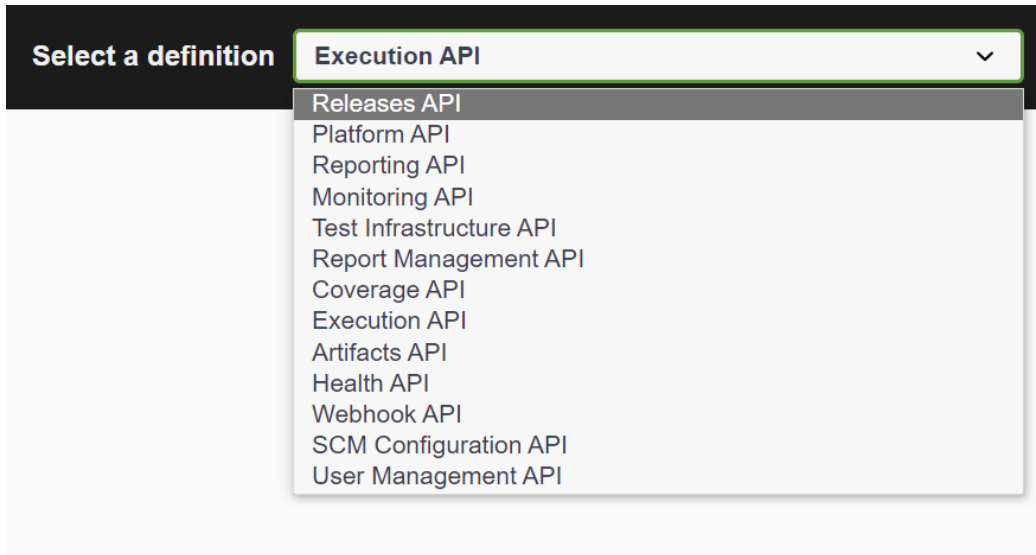 Select a definition Execution API
Releases API
Platform API
Reporting API
Monitoring API
Test Infrastructure API
Report Management API
Coverage API
Execution API
Artifacts API
Health API
Webhook API
SCM Configuration API
User Management API